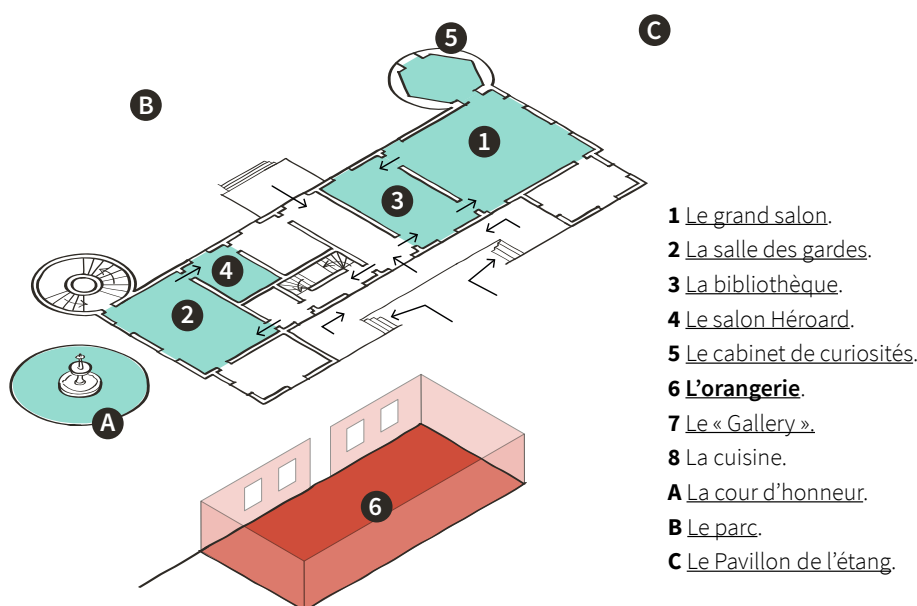 5
C
B
1
3
4
2
A
6
1 Le grand salon.
2 La salle des gardes.
3 La bibliothèque.
4 Le salon Héroard.
5 Le cabinet de curiosités.
6 L’orangerie.
7 Le « Gallery ».
8 La cuisine.
A La cour d’honneur.
B Le parc.
C Le Pavillon de l’étang.